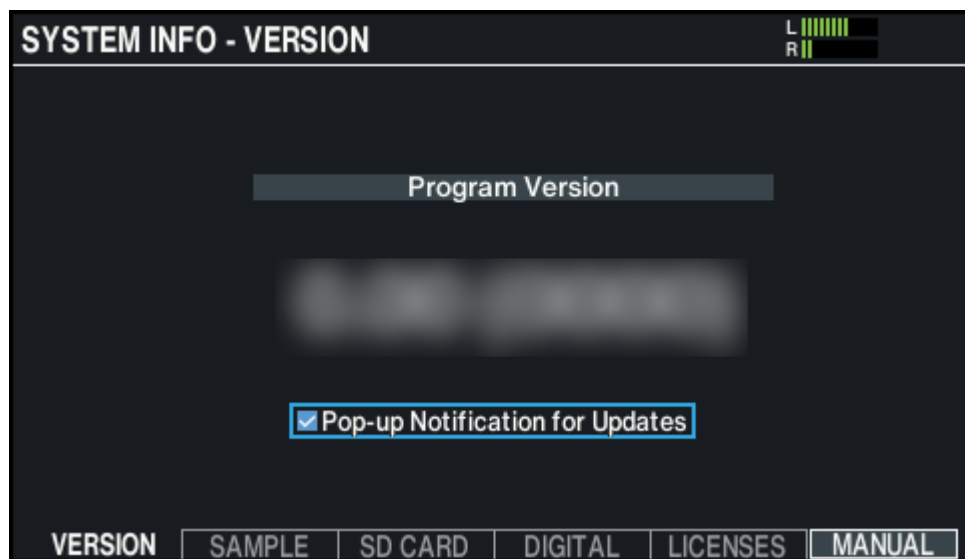 SYSTEM INFO - VERSION
L
R
Program Version
Pop-up Notification for Updates
VERSION SAMPLE SD CARD DIGITAL LICENSES MANUAL